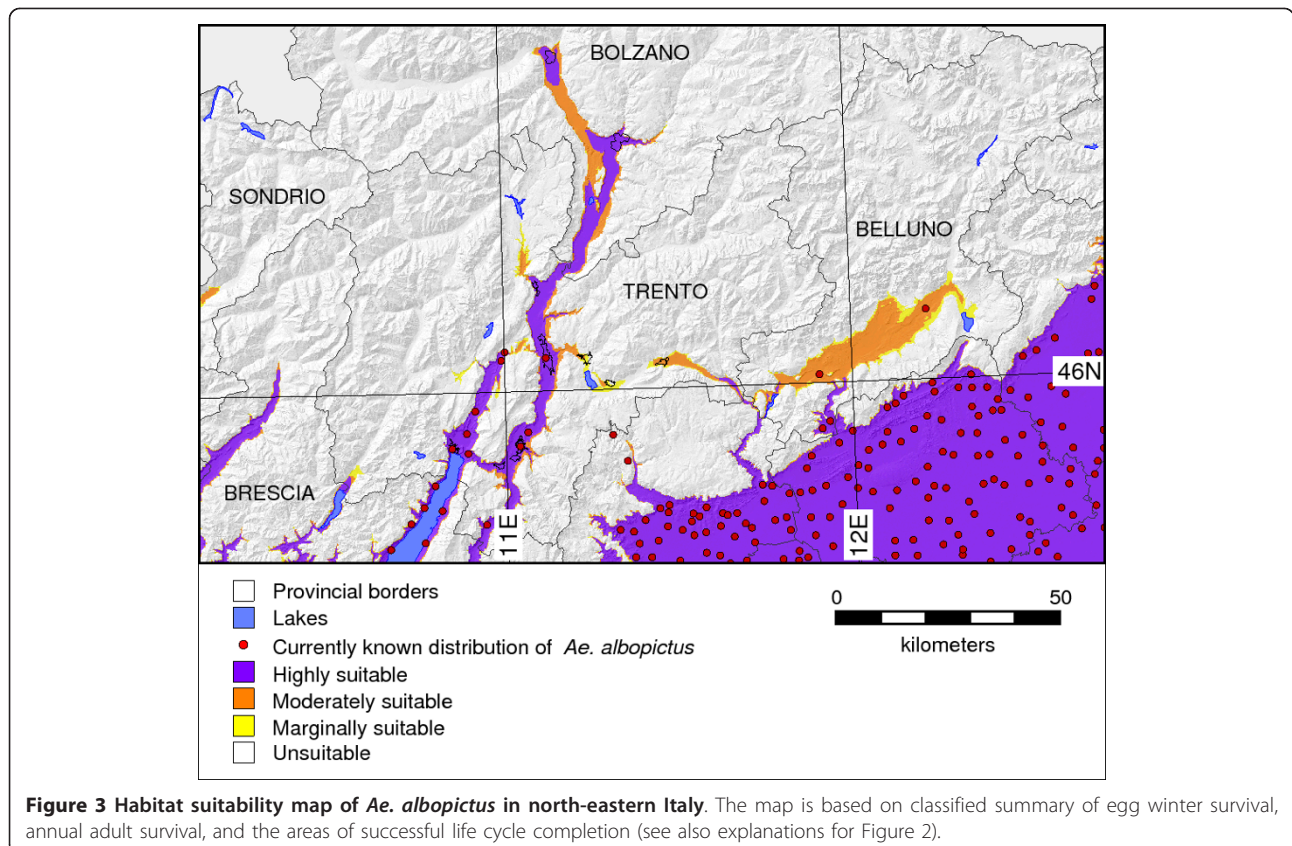 BOLZANO
SONDRIO
BELLUNO
TRENTO
46N
BRESCIA
11E
12E
Provincial borders
Lakes
Currently known distribution of Ae. albopictus
Highly suitable
Moderately suitable
Marginally suitable
Unsuitable
0 50
kilometers
Figure 3 Habitat suitability map of Ae. albopictus in north-eastern Italy. The map is based on classified summary of egg winter survival,
annual adult survival, and the areas of successful life cycle completion (see also explanations for Figure 2).